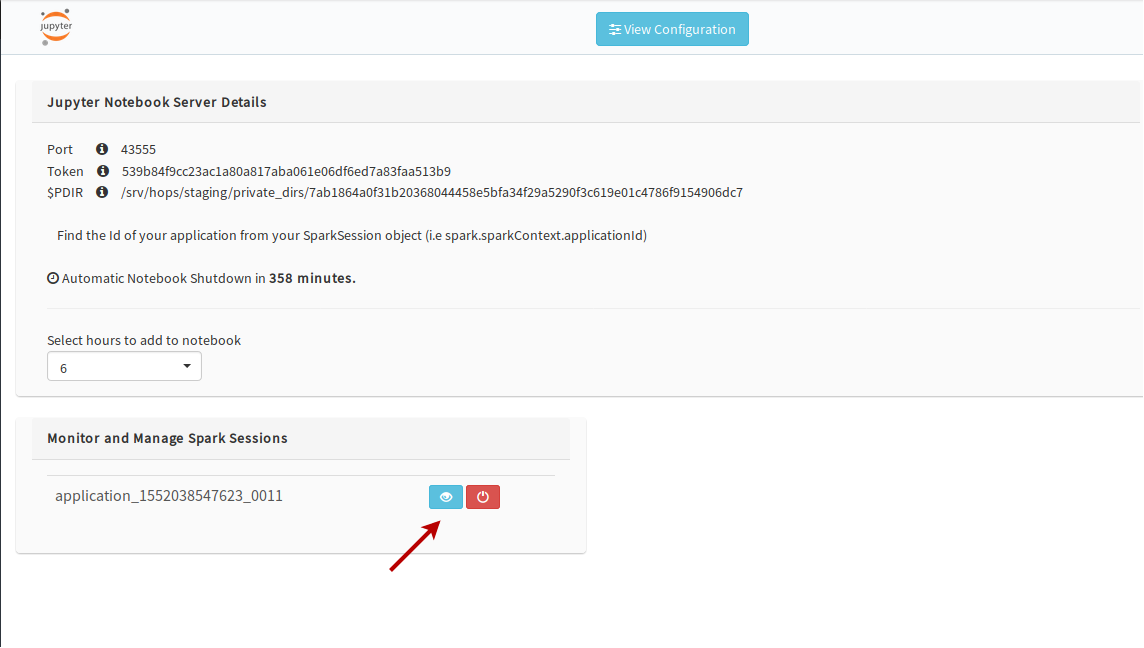 jupyter
View Configuration
Jupyter Notebook Server Details
Port 43555
Token 539b84f9cc23ac1a80a817aba061e06df6ed7a83faa513b9
$PDIR /srv/hops/staging/private_dirs/7ab1864a0f31b20368044458e5bfa34f29a5290f3c619e01c4786f9154906dc7
Find the Id of your application from your SparkSession object (i.e spark.sparkContext.applicationId)
Automatic Notebook Shutdown in 358 minutes.
Select hours to add to notebook
6
Monitor and Manage Spark Sessions
application_1552038547623_0011